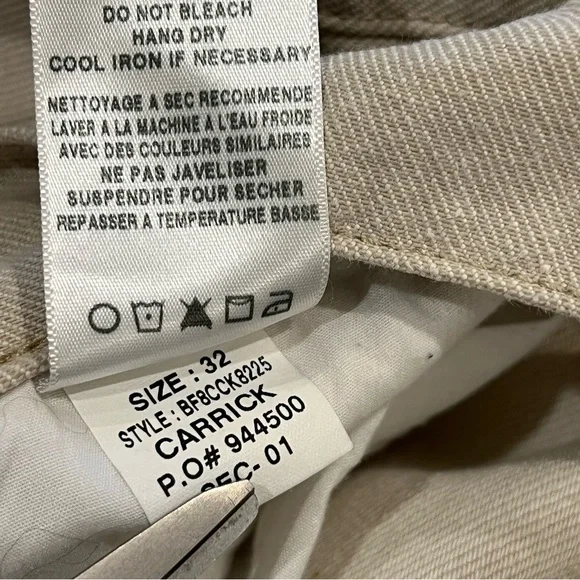 DO NOT BLEACH
HANG DRY
COOL IRON IF NECESSARY
NETTOYAGE A SEC RECOMMENDE
LAVER A LA MACHINE A L'EAU FROIDE
AVEC DES COULEURS SIMILAIRES
NE PAS JAVELISER
SUSPENDRE POUR SECHER
REPASSER A TEMPERATURE BASSE
SIZE : 32
STYLE : BF8CCK8225
CARRICK
P.O# 944500
01